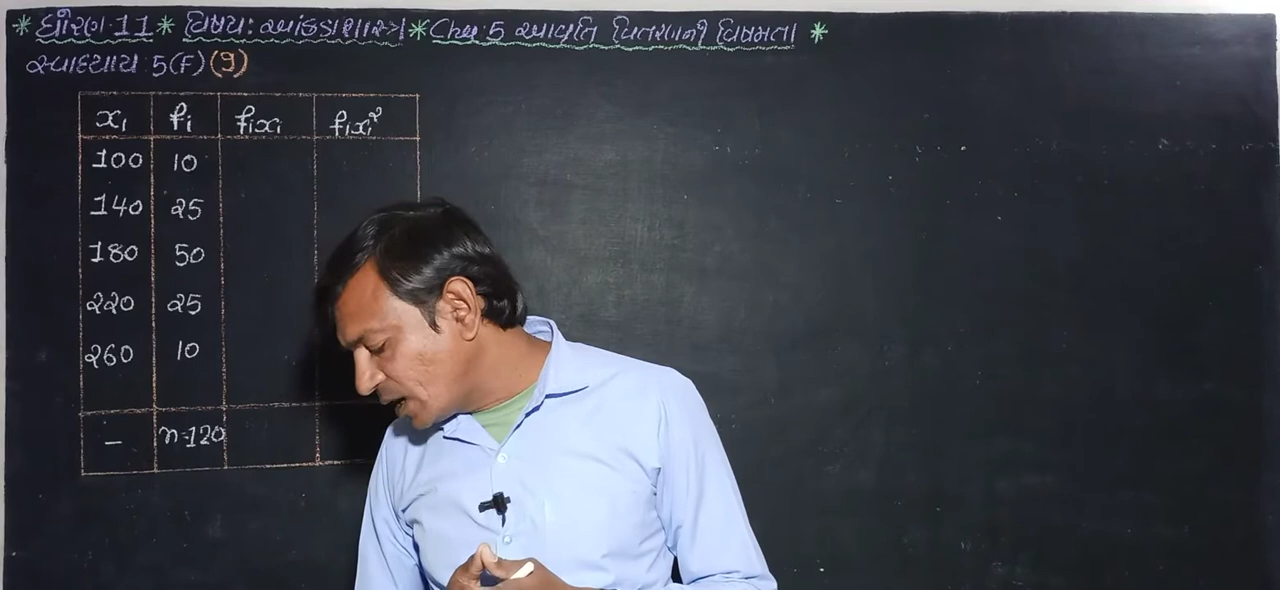 * ધોરણ: 11 * વિષય: આંકડાશાસ્ત્ર * Ch: 5 આવૃત્તિ વિતરણની વિષમતા *
સ્વાધ્યાય: 5(F) (9)
xᵢ fᵢ fᵢxᵢ fᵢxᵢ²
100 10
140 25
180 50
220 25
260 10
— n=120